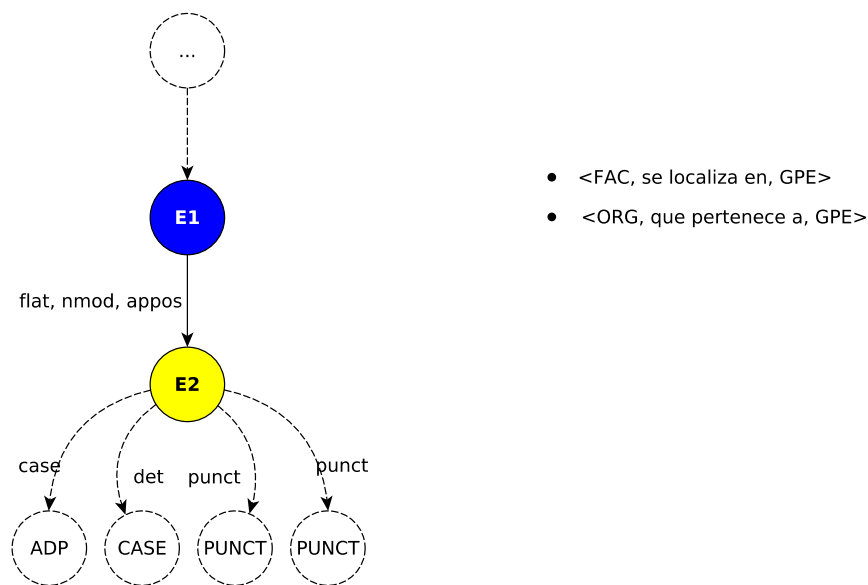 ...
• <FAC, se localiza en, GPE>
E1
• <ORG, que pertenece a, GPE>
flat, nmod, appos
E2
case
det
punct
punct
ADP
CASE
PUNCT
PUNCT